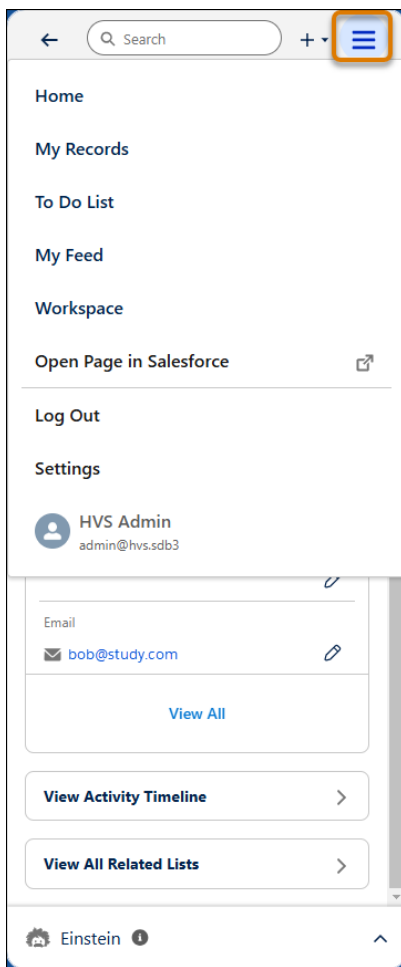 Search
Home
My Records
To Do List
My Feed
Workspace
Open Page in Salesforce
Log Out
Settings
HVS Admin
admin@hvs.sdb3
Email
bob@study.com
View All
View Activity Timeline
View All Related Lists
Einstein